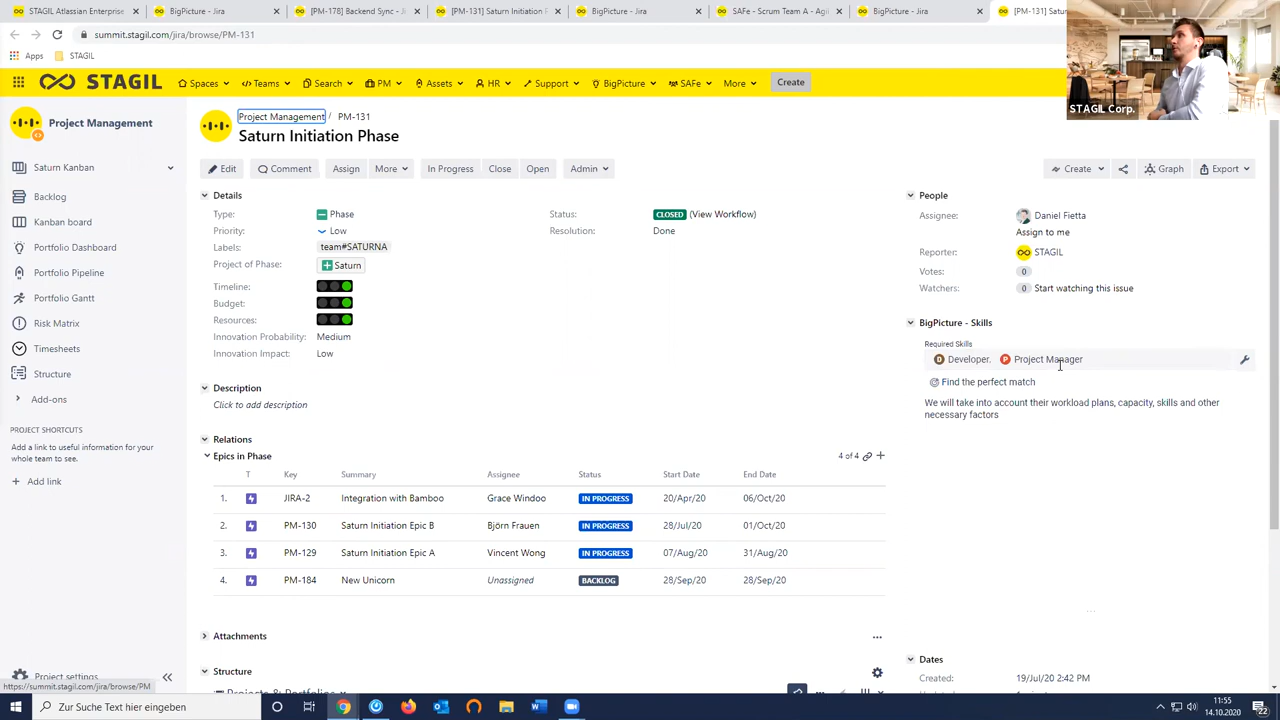 STAGIL Atlassian Enterprise C
BigPicture - Jira
[PM-178] Backend Sync - J
31] Saturn Initiation
BigPicture - Jira
SAFe - Scrum Team A - Agil
BigPicture - Jira
[PM-131] Satu
summit.stagil.com/jira/browse/PM-131
Apps
STAGIL
STAGIL Corp.
STAGIL
Spaces
Teams
Search
PM
Assets
HR
Support
BigPicture
SAFe
More
Create
Project Management
Saturn Kanban
Backlog
Kanban board
Portfolio Dashboard
Portfolio Pipeline
Portfolio Gantt
Risk Matrix
Timesheets
Structure
Add-ons
PROJECT SHORTCUTS
Add a link to useful information for your
whole team to see.
Add link
Project settings
https://summit.stagil.com/jira/browse/PM
Project Management / PM-131
Saturn Initiation Phase
Edit
Comment
Assign
More
In Progress
Close
Open
Admin
Create
Graph
Export
Details
Type: Phase
Priority: Low
Labels: team#SATURNA
Project of Phase: Saturn
Timeline:
Budget:
Resources:
Innovation Probability: Medium
Innovation Impact: Low
Status: CLOSED (View Workflow)
Resolution: Done
Description
Click to add description
Relations
Epics in Phase
4 of 4
T Key Summary Assignee Status Start Date End Date
1. JIRA-2 Integration with Bamboo Grace Windoo IN PROGRESS 20/Apr/20 06/Oct/20
2. PM-130 Saturn Initiation Epic B Björn Frauen IN PROGRESS 28/Jul/20 01/Oct/20
3. PM-129 Saturn Initiation Epic A Vincent Wong IN PROGRESS 07/Aug/20 31/Aug/20
4. PM-184 New Unicorn Unassigned BACKLOG 28/Sep/20 28/Sep/20
Attachments
Structure
Projects & Portfolios
People
Assignee: Daniel Fietta
Assign to me
Reporter: STAGIL
Votes: 0
Watchers: 0 Start watching this issue
BigPicture - Skills
Required Skills
D Developer. P Project Manager
Find the perfect match
We will take into account their workload plans, capacity, skills and other
necessary factors
Dates
Created: 19/Jul/20 2:42 PM
Zur Suche Text hier eingeben
11:55
14.10.2020
22